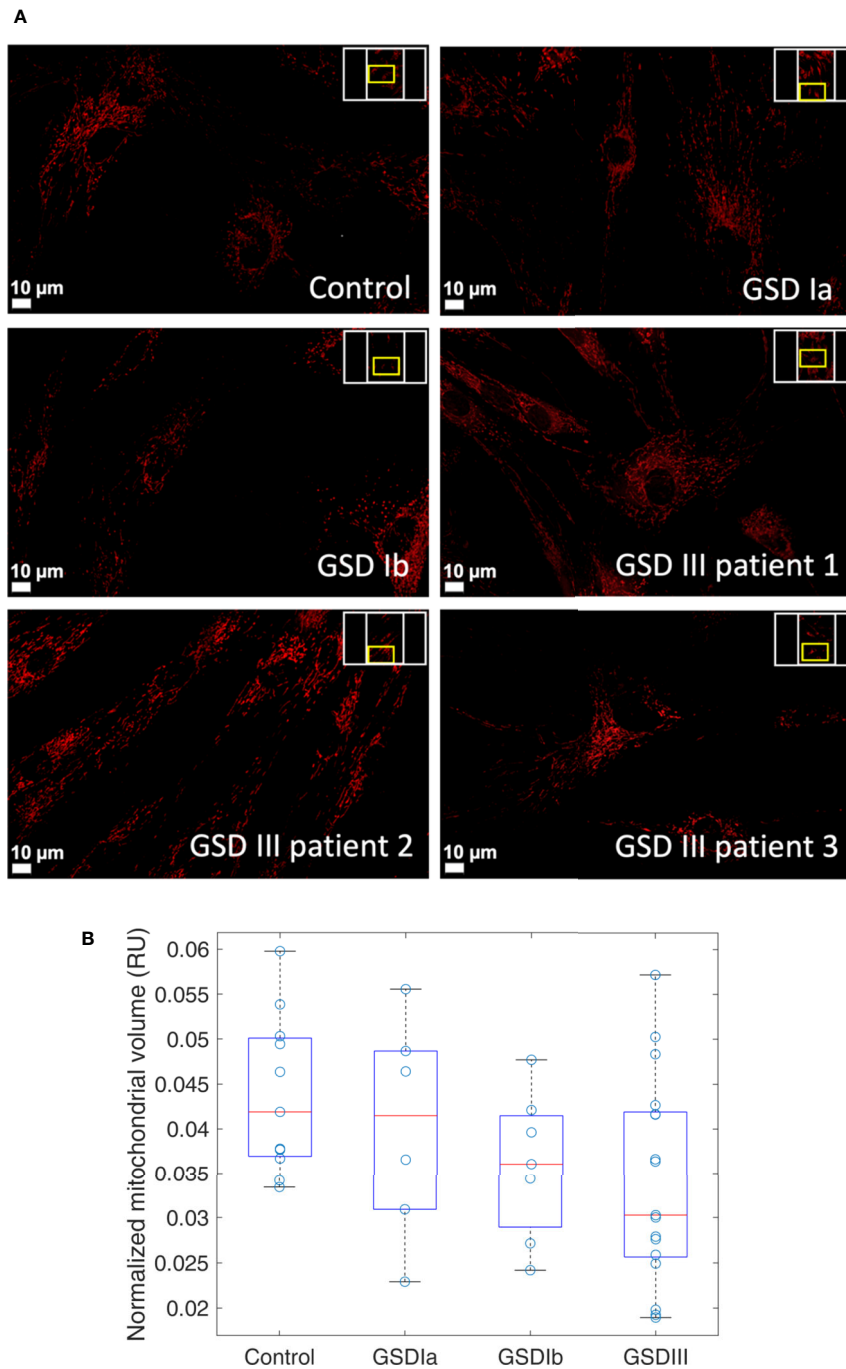 A
10 μm
Control
10 μm
GSD Ia
10 μm
GSD Ib
10 μm
GSD III patient 1
10 μm
GSD III patient 2
10 μm
GSD III patient 3
B
Normalized mitochondrial volume (RU)
0.06
0.055
0.05
0.045
0.04
0.035
0.03
0.025
0.02
Control GSDIa GSDIb GSDIII